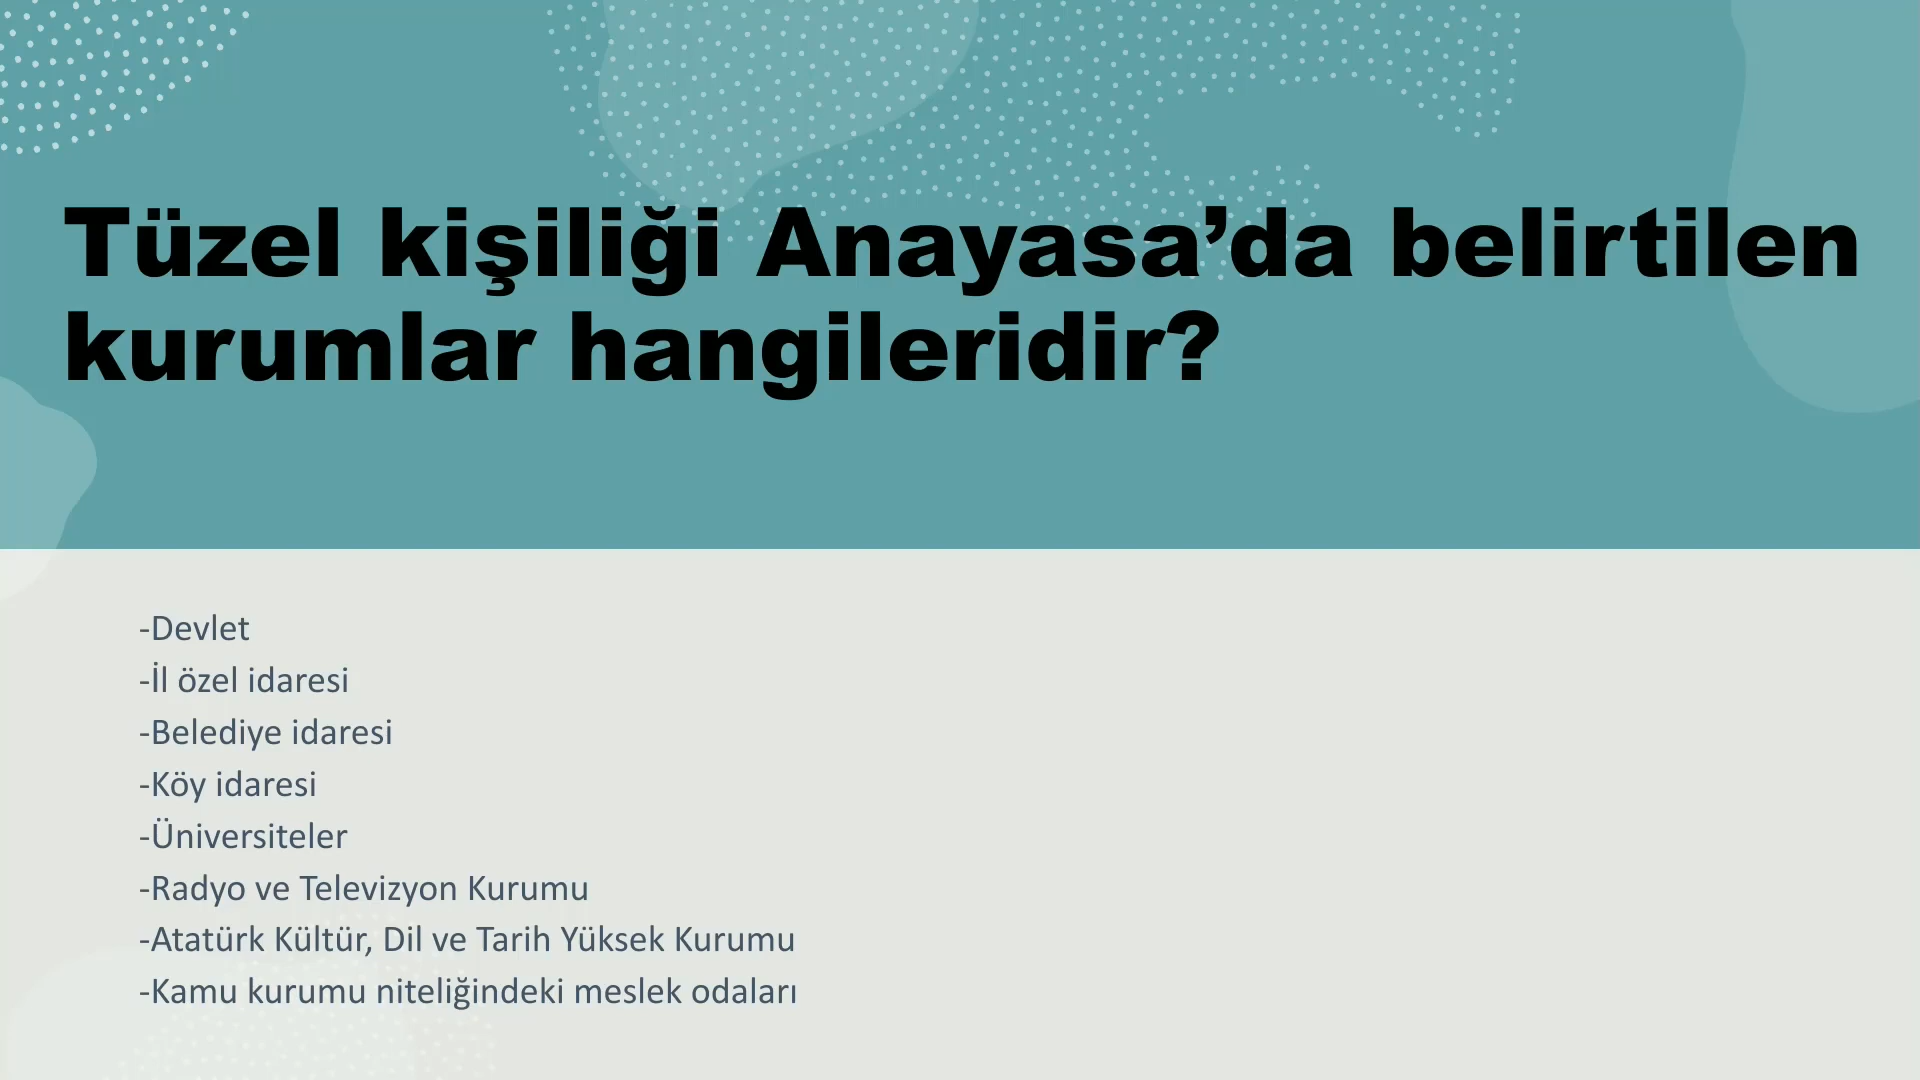 Tüzel kişiliği Anayasa’da belirtilen
kurumlar hangileridir?
-Devlet
-İl özel idaresi
-Belediye idaresi
-Köy idaresi
-Üniversiteler
-Radyo ve Televizyon Kurumu
-Atatürk Kültür, Dil ve Tarih Yüksek Kurumu
-Kamu kurumu niteliğindeki meslek odaları